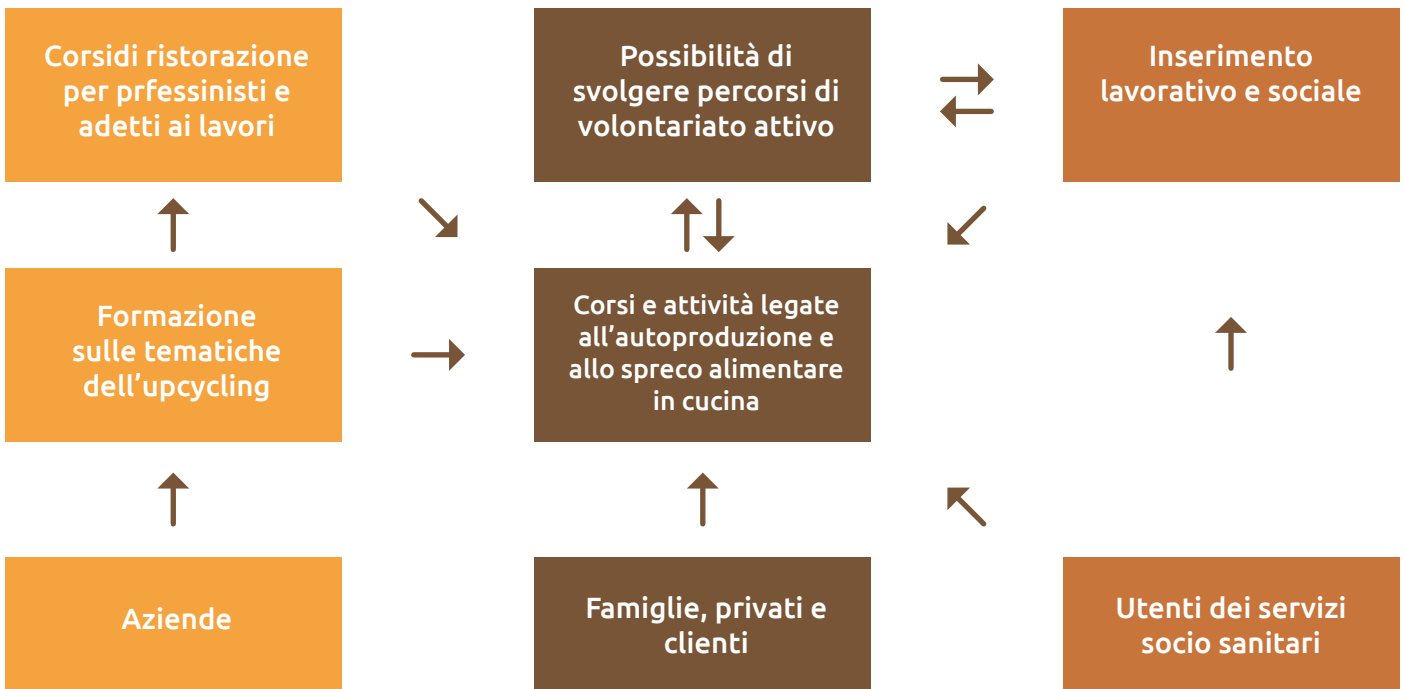 Corsidi ristorazione
per prfessinisti e
adetti ai lavori
Possibilità di
svolgere percorsi di
volontariato attivo
Inserimento
lavorativo e sociale
Formazione
sulle tematiche
dell’upcycling
Corsi e attività legate
all’autoproduzione e
allo spreco alimentare
in cucina
Aziende
Famiglie, privati e
clienti
Utenti dei servizi
socio sanitari